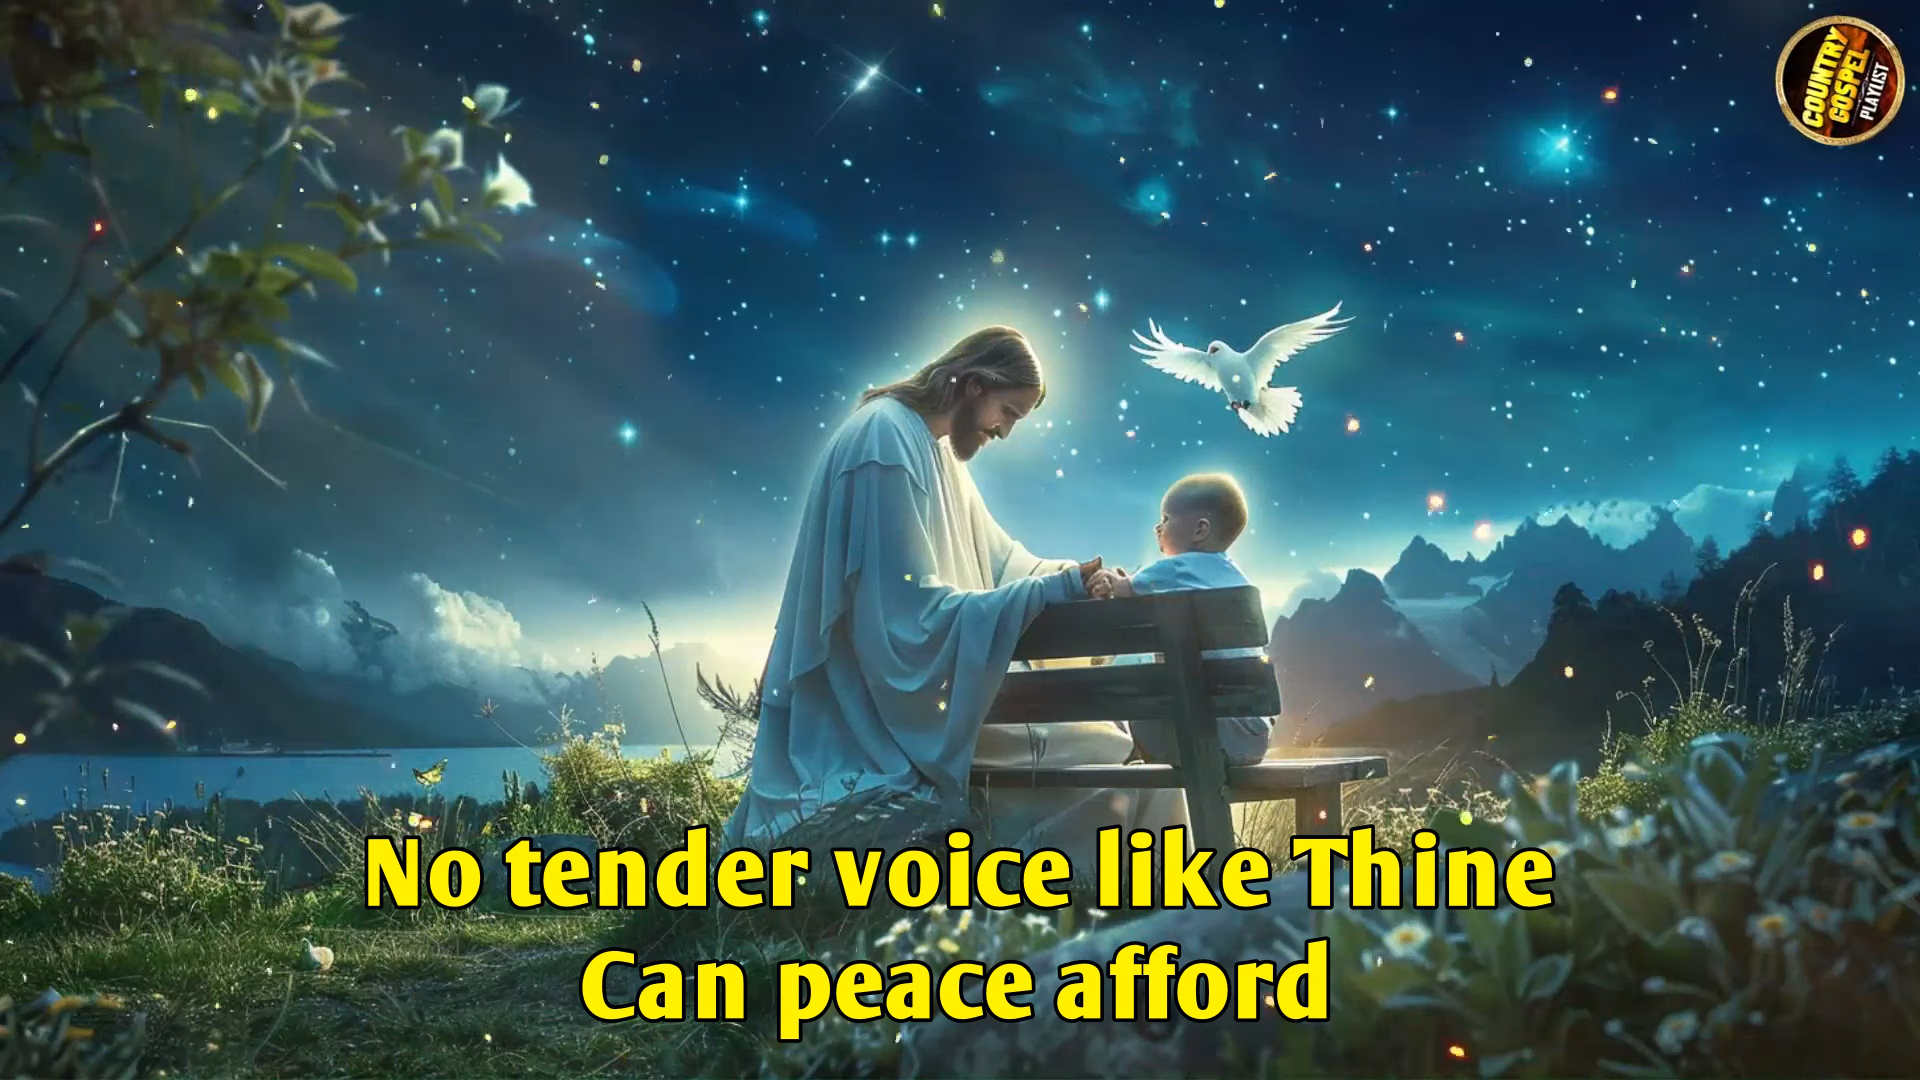 COUNTRY
GOSPEL
PLAYLIST
No tender voice like Thine
Can peace afford